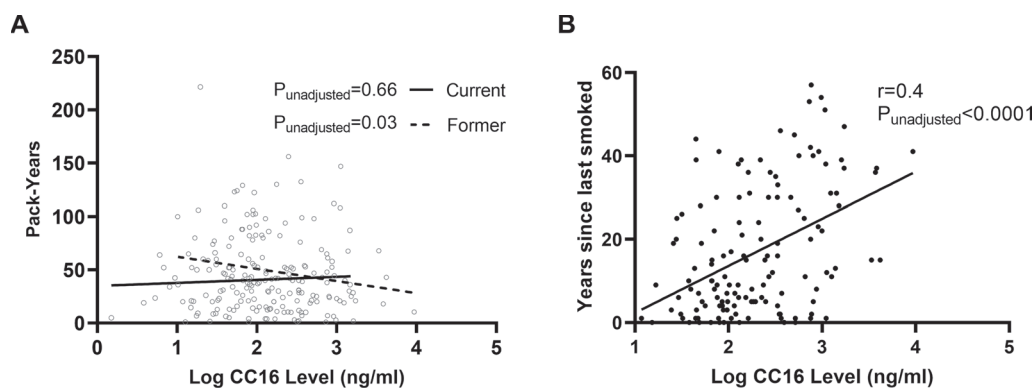 A
Pack-Years
250
200
150
100
50
0
0 1 2 3 4 5
Log CC16 Level (ng/ml)
Punadjusted=0.66 Current
Punadjusted=0.03 Former
B
Years since last smoked
60
40
20
0
1 2 3 4 5
Log CC16 Level (ng/ml)
r=0.4
Punadjusted<0.0001